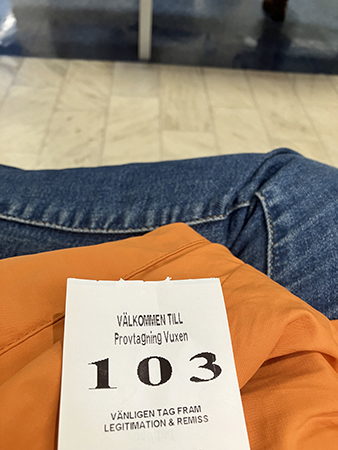 VÄLKOMMEN TILL
Provtagning Vuxen
103
VÄNLIGEN TAG FRAM
LEGITIMATION & REMISS